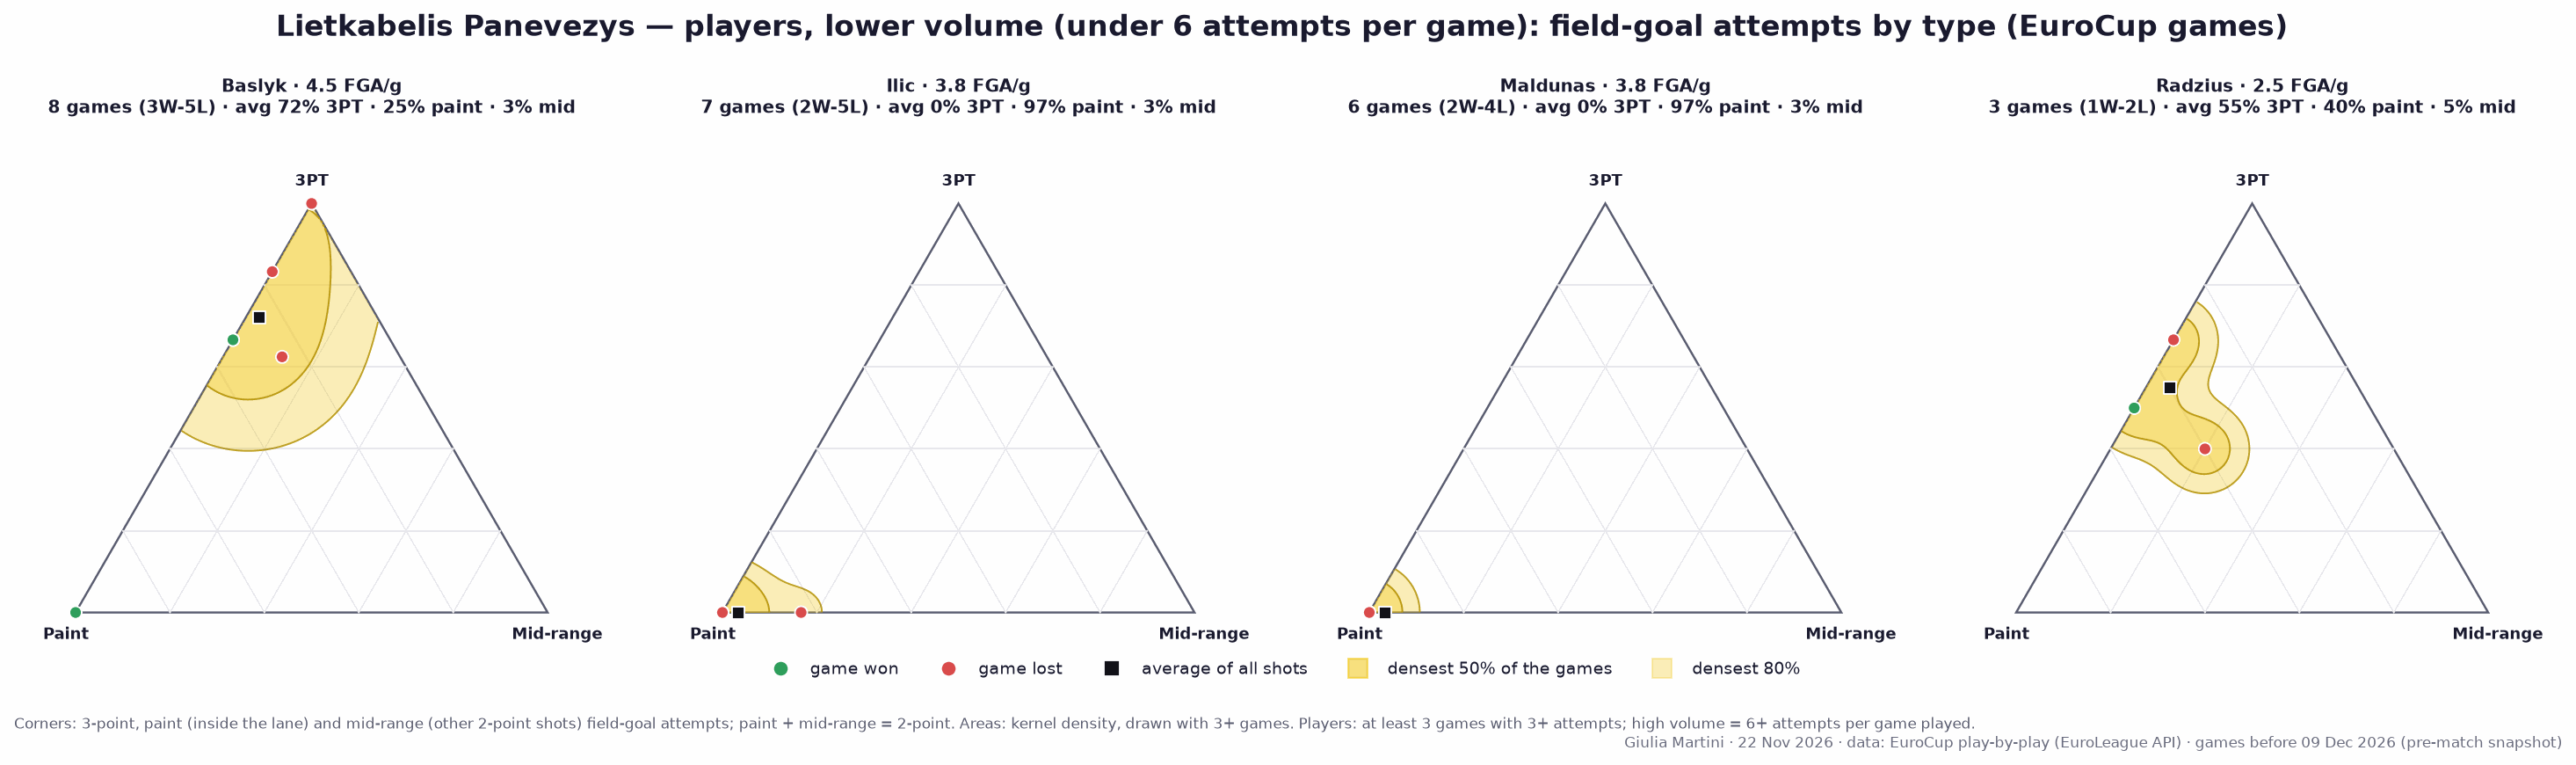 Lietkabelis Panevezys — players, lower volume (under 6 attempts per game): field-goal attempts by type (EuroCup games)
Baslyk · 4.5 FGA/g
8 games (3W-5L) · avg 72% 3PT · 25% paint · 3% mid
Ilic · 3.8 FGA/g
7 games (2W-5L) · avg 0% 3PT · 97% paint · 3% mid
Maldunas · 3.8 FGA/g
6 games (2W-4L) · avg 0% 3PT · 97% paint · 3% mid
Radzius · 2.5 FGA/g
3 games (1W-2L) · avg 55% 3PT · 40% paint · 5% mid
3PT
3PT
3PT
3PT
Paint
Mid-range
Paint
Mid-range
Paint
Mid-range
Paint
Mid-range
game won
game lost
average of all shots
densest 50% of the games
densest 80%
Corners: 3-point, paint (inside the lane) and mid-range (other 2-point shots) field-goal attempts; paint + mid-range = 2-point. Areas: kernel density, drawn with 3+ games. Players: at least 3 games with 3+ attempts; high volume = 6+ attempts per game played.
Giulia Martini · 22 Nov 2026 · data: EuroCup play-by-play (EuroLeague API) · games before 09 Dec 2026 (pre-match snapshot)